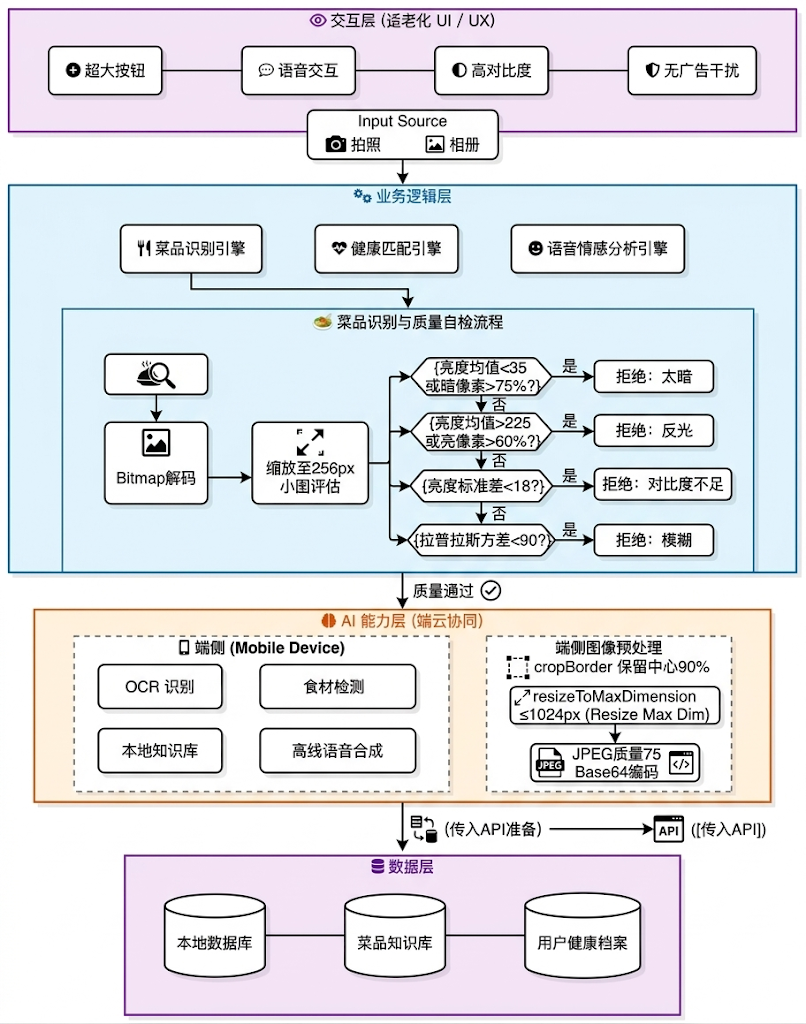 交互层 (适老化 UI / UX)
超大按钮
语音交互
高对比度
无广告干扰
Input Source
拍照
相册
业务逻辑层
菜品识别引擎
健康匹配引擎
语音情感分析引擎
菜品识别与质量自检流程
Bitmap解码
缩放至256px
小图评估
{亮度均值<35
或暗像素>75%?}
是
拒绝：太暗
否
{亮度均值>225
或亮像素>60%?}
是
拒绝：反光
否
{亮度标准差<18?}
是
拒绝：对比度不足
否
{拉普拉斯方差<90?}
是
拒绝：模糊
质量通过
AI 能力层 (端云协同)
端侧 (Mobile Device)
OCR 识别
食材检测
本地知识库
高线语音合成
端侧图像预处理
cropBorder 保留中心90%
resizeToMaxDimension
≤1024px (Resize Max Dim)
JPEG
JPEG质量75
Base64编码
(传入API准备)
API
([传入API])
数据层
本地数据库
菜品知识库
用户健康档案